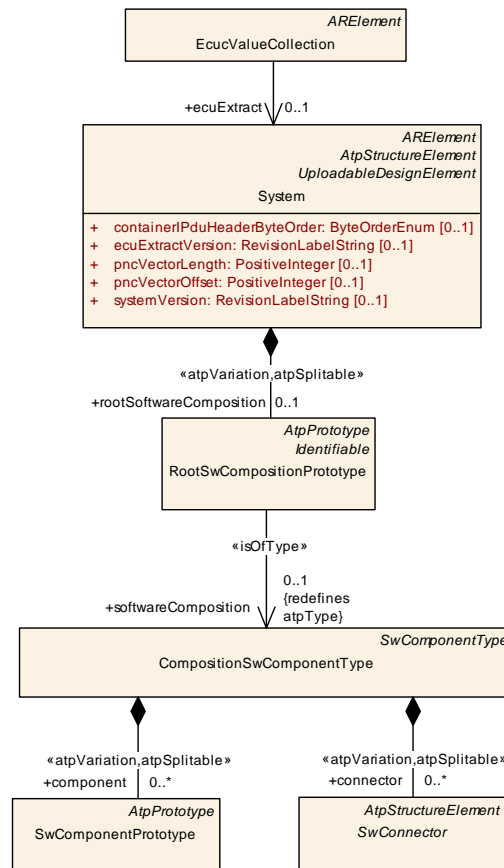 ARElement
EcucValueCollection
+ecuExtract 0..1
ARElement
AtpStructureElement
UploadableDesignElement
System
+ containerIPduHeaderByteOrder: ByteOrderEnum [0..1]
+ ecuExtractVersion: RevisionLabelString [0..1]
+ pncVectorLength: PositiveInteger [0..1]
+ pncVectorOffset: PositiveInteger [0..1]
+ systemVersion: RevisionLabelString [0..1]
«atpVariation,atpSplitable»
+rootSoftwareComposition 0..1
AtpPrototype
Identifiable
RootSwCompositionPrototype
«isOfType»
0..1
{redefines
+softwareComposition atpType}
SwComponentType
CompositionSwComponentType
«atpVariation,atpSplitable» «atpVariation,atpSplitable»
+component 0..* +connector 0..*
AtpPrototype
SwComponentPrototype
AtpStructureElement
SwConnector